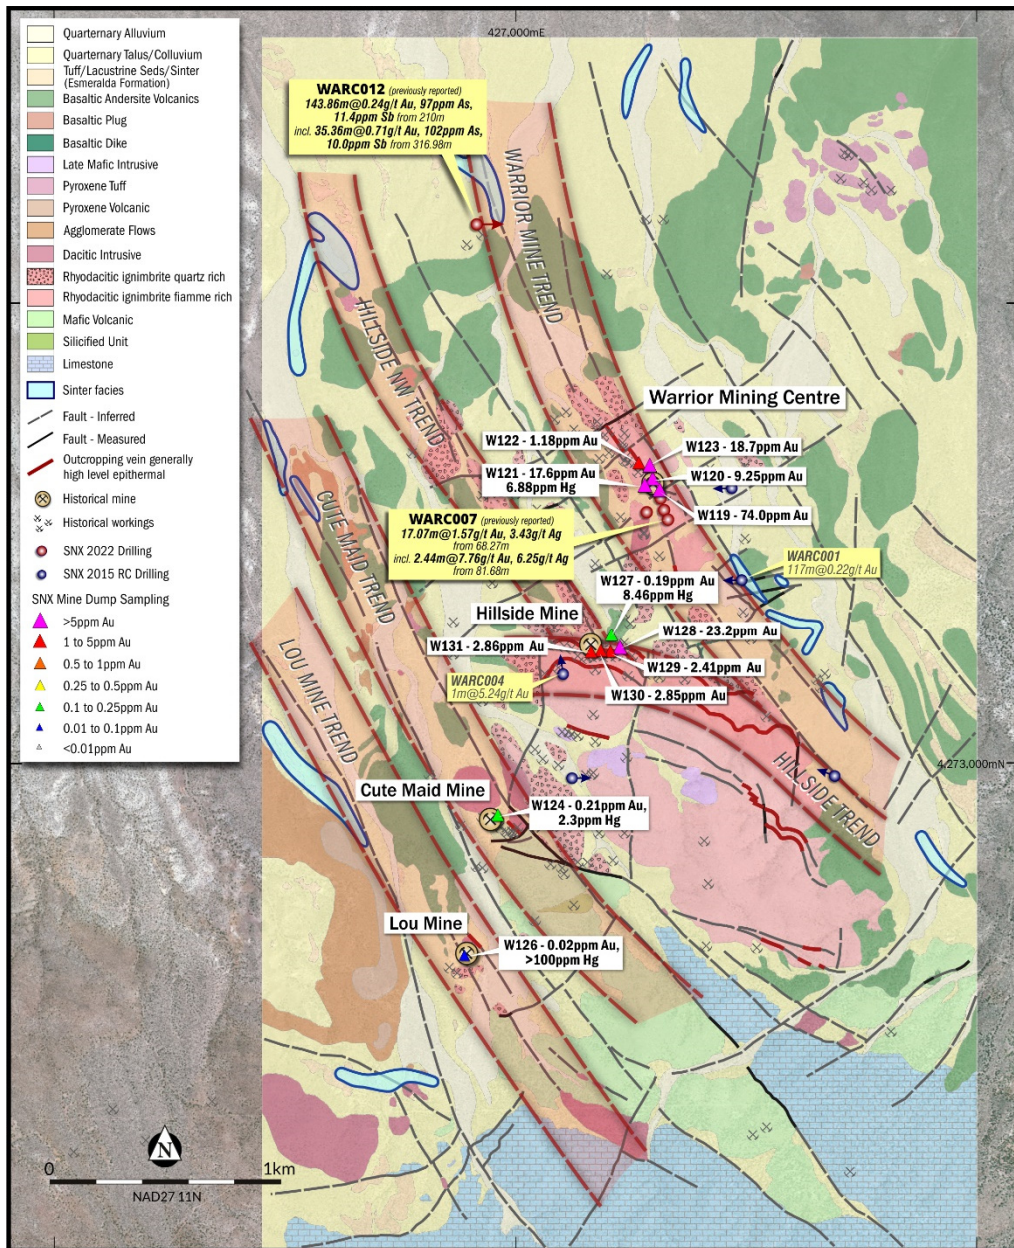 Quaternary Alluvium
Quaternary Talus/Colluvium
Tuff/Lacustrine Seds/Sinter
(Esmeralda Formation)
Basaltic Andersite Volcanics
Basaltic Plug
Basaltic Dike
Late Mafic Intrusive
Pyroxene Tuff
Pyroxene Volcanic
Agglomerate Flows
Dacitic Intrusive
Rhyodacitic ignimbrite quartz rich
Rhyodacitic ignimbrite fiamme rich
Mafic Volcanic
Silicified Unit
Limestone
Sinter facies
Fault - Inferred
Fault - Measured
Outcropping vein generally
high level epithermal
Historical mine
Historical workings
SNX 2022 Drilling
SNX 2015 RC Drilling
SNX Mine Dump Sampling
>5ppm Au
1 to 5ppm Au
0.5 to 1ppm Au
0.25 to 0.5ppm Au
0.1 to 0.25ppm Au
0.01 to 0.1ppm Au
<0.01ppm Au
427,000mE
WARC012 (previously reported)
143.86m@0.24g/t Au, 97ppm As,
11.4ppm Sb from 210m
incl. 35.36m@0.71g/t Au, 102ppm As,
10.0ppm Sb from 316.98m
WARRIOR MINE TREND
HILLSIDE NW TREND
Warrior Mining Centre
W122 - 1.18ppm Au
W123 - 18.7ppm Au
W121 - 17.6ppm Au
6.88ppm Hg
W120 - 9.25ppm Au
W119 - 74.0ppm Au
CUTE MAID TREND
WARC007 (previously reported)
17.07m@1.57g/t Au, 3.43g/t Ag
from 68.27m
incl. 2.44m@7.76g/t Au, 6.25g/t Ag
from 81.68m
WARC001
117m@0.22g/t Au
W127 - 0.19ppm Au
8.46ppm Hg
Hillside Mine
W128 - 23.2ppm Au
W131 - 2.86ppm Au
W129 - 2.41ppm Au
WARC004
1m@5.24g/t Au
W130 - 2.85ppm Au
LOU MINE TREND
4,273,000mN
HILLSIDE TREND
Cute Maid Mine
W124 - 0.21ppm Au,
2.3ppm Hg
Lou Mine
W126 - 0.02ppm Au,
>100ppm Hg
N
0
1km
NAD27 11N